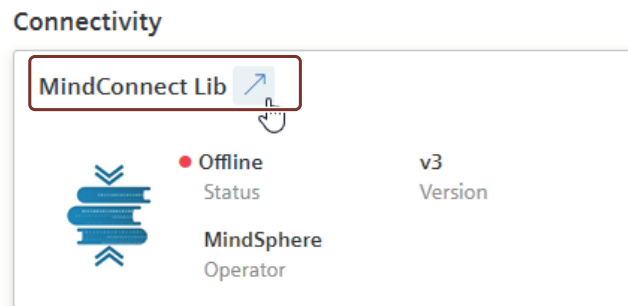 Connectivity
MindConnect Lib
Offline v3
Status Version
MindSphere
Operator